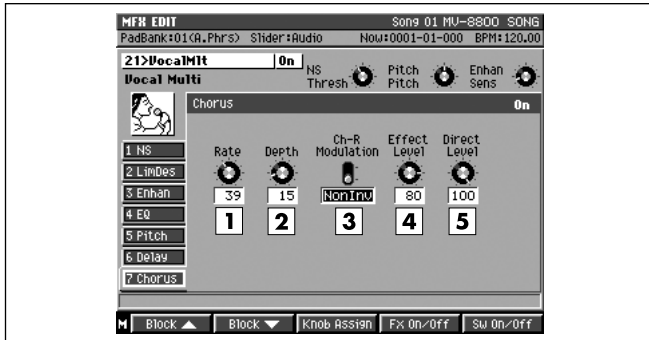 MFX EDIT Song 01 MV-8800 SONG
PadBank:01(A.Phrs) Slider:Audio Now:0001-01-000 BPM:120.00
21>VocalMlt On
Vocal Multi
NS Thresh Pitch Pitch Enhan Sens
Chorus On
1 NS
2 LimDes
3 Enhan
4 EQ
5 Pitch
6 Delay
7 Chorus
Rate Depth Ch-R Modulation Effect Level Direct Level
39 15 NonInv 80 100
1 2 3 4 5
M Block ▲ Block ▼ Knob Assign FX On/Off Sw On/Off